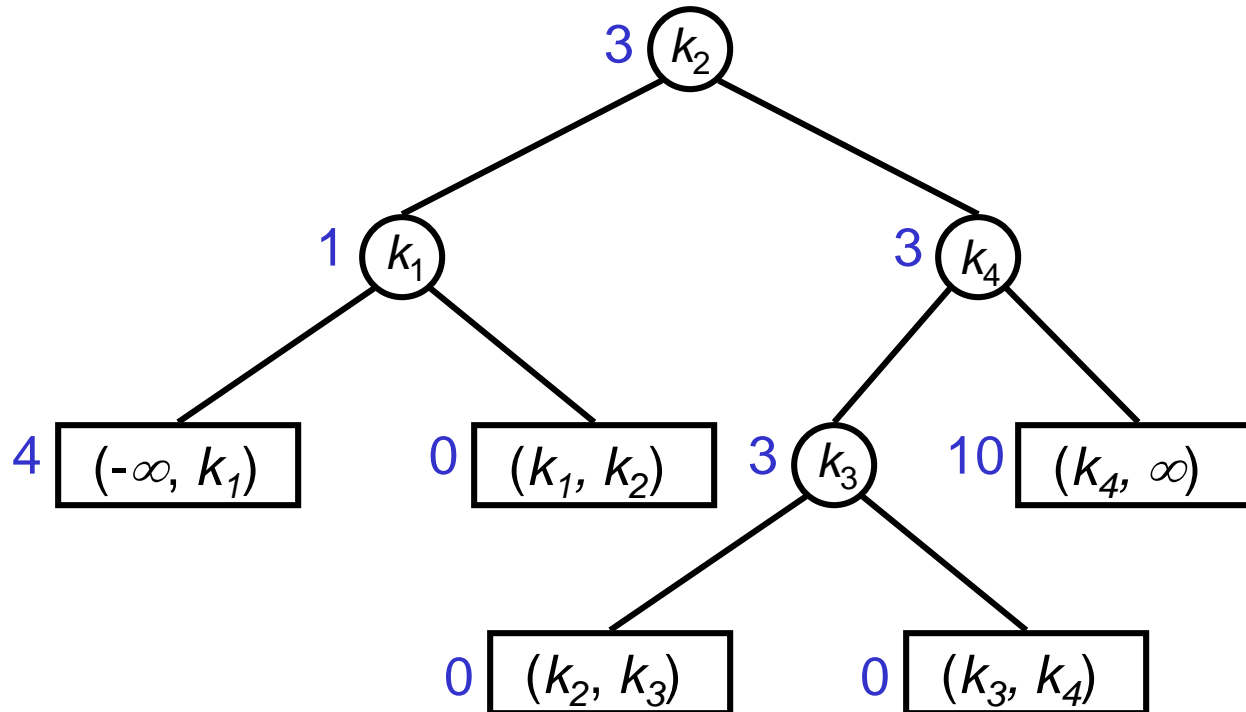 3 k₂
1 k₁ 3 k₄
4 (-∞, k₁) 0 (k₁, k₂) 3 k₃ 10 (k₄, ∞)
0 (k₂, k₃) 0 (k₃, k₄)